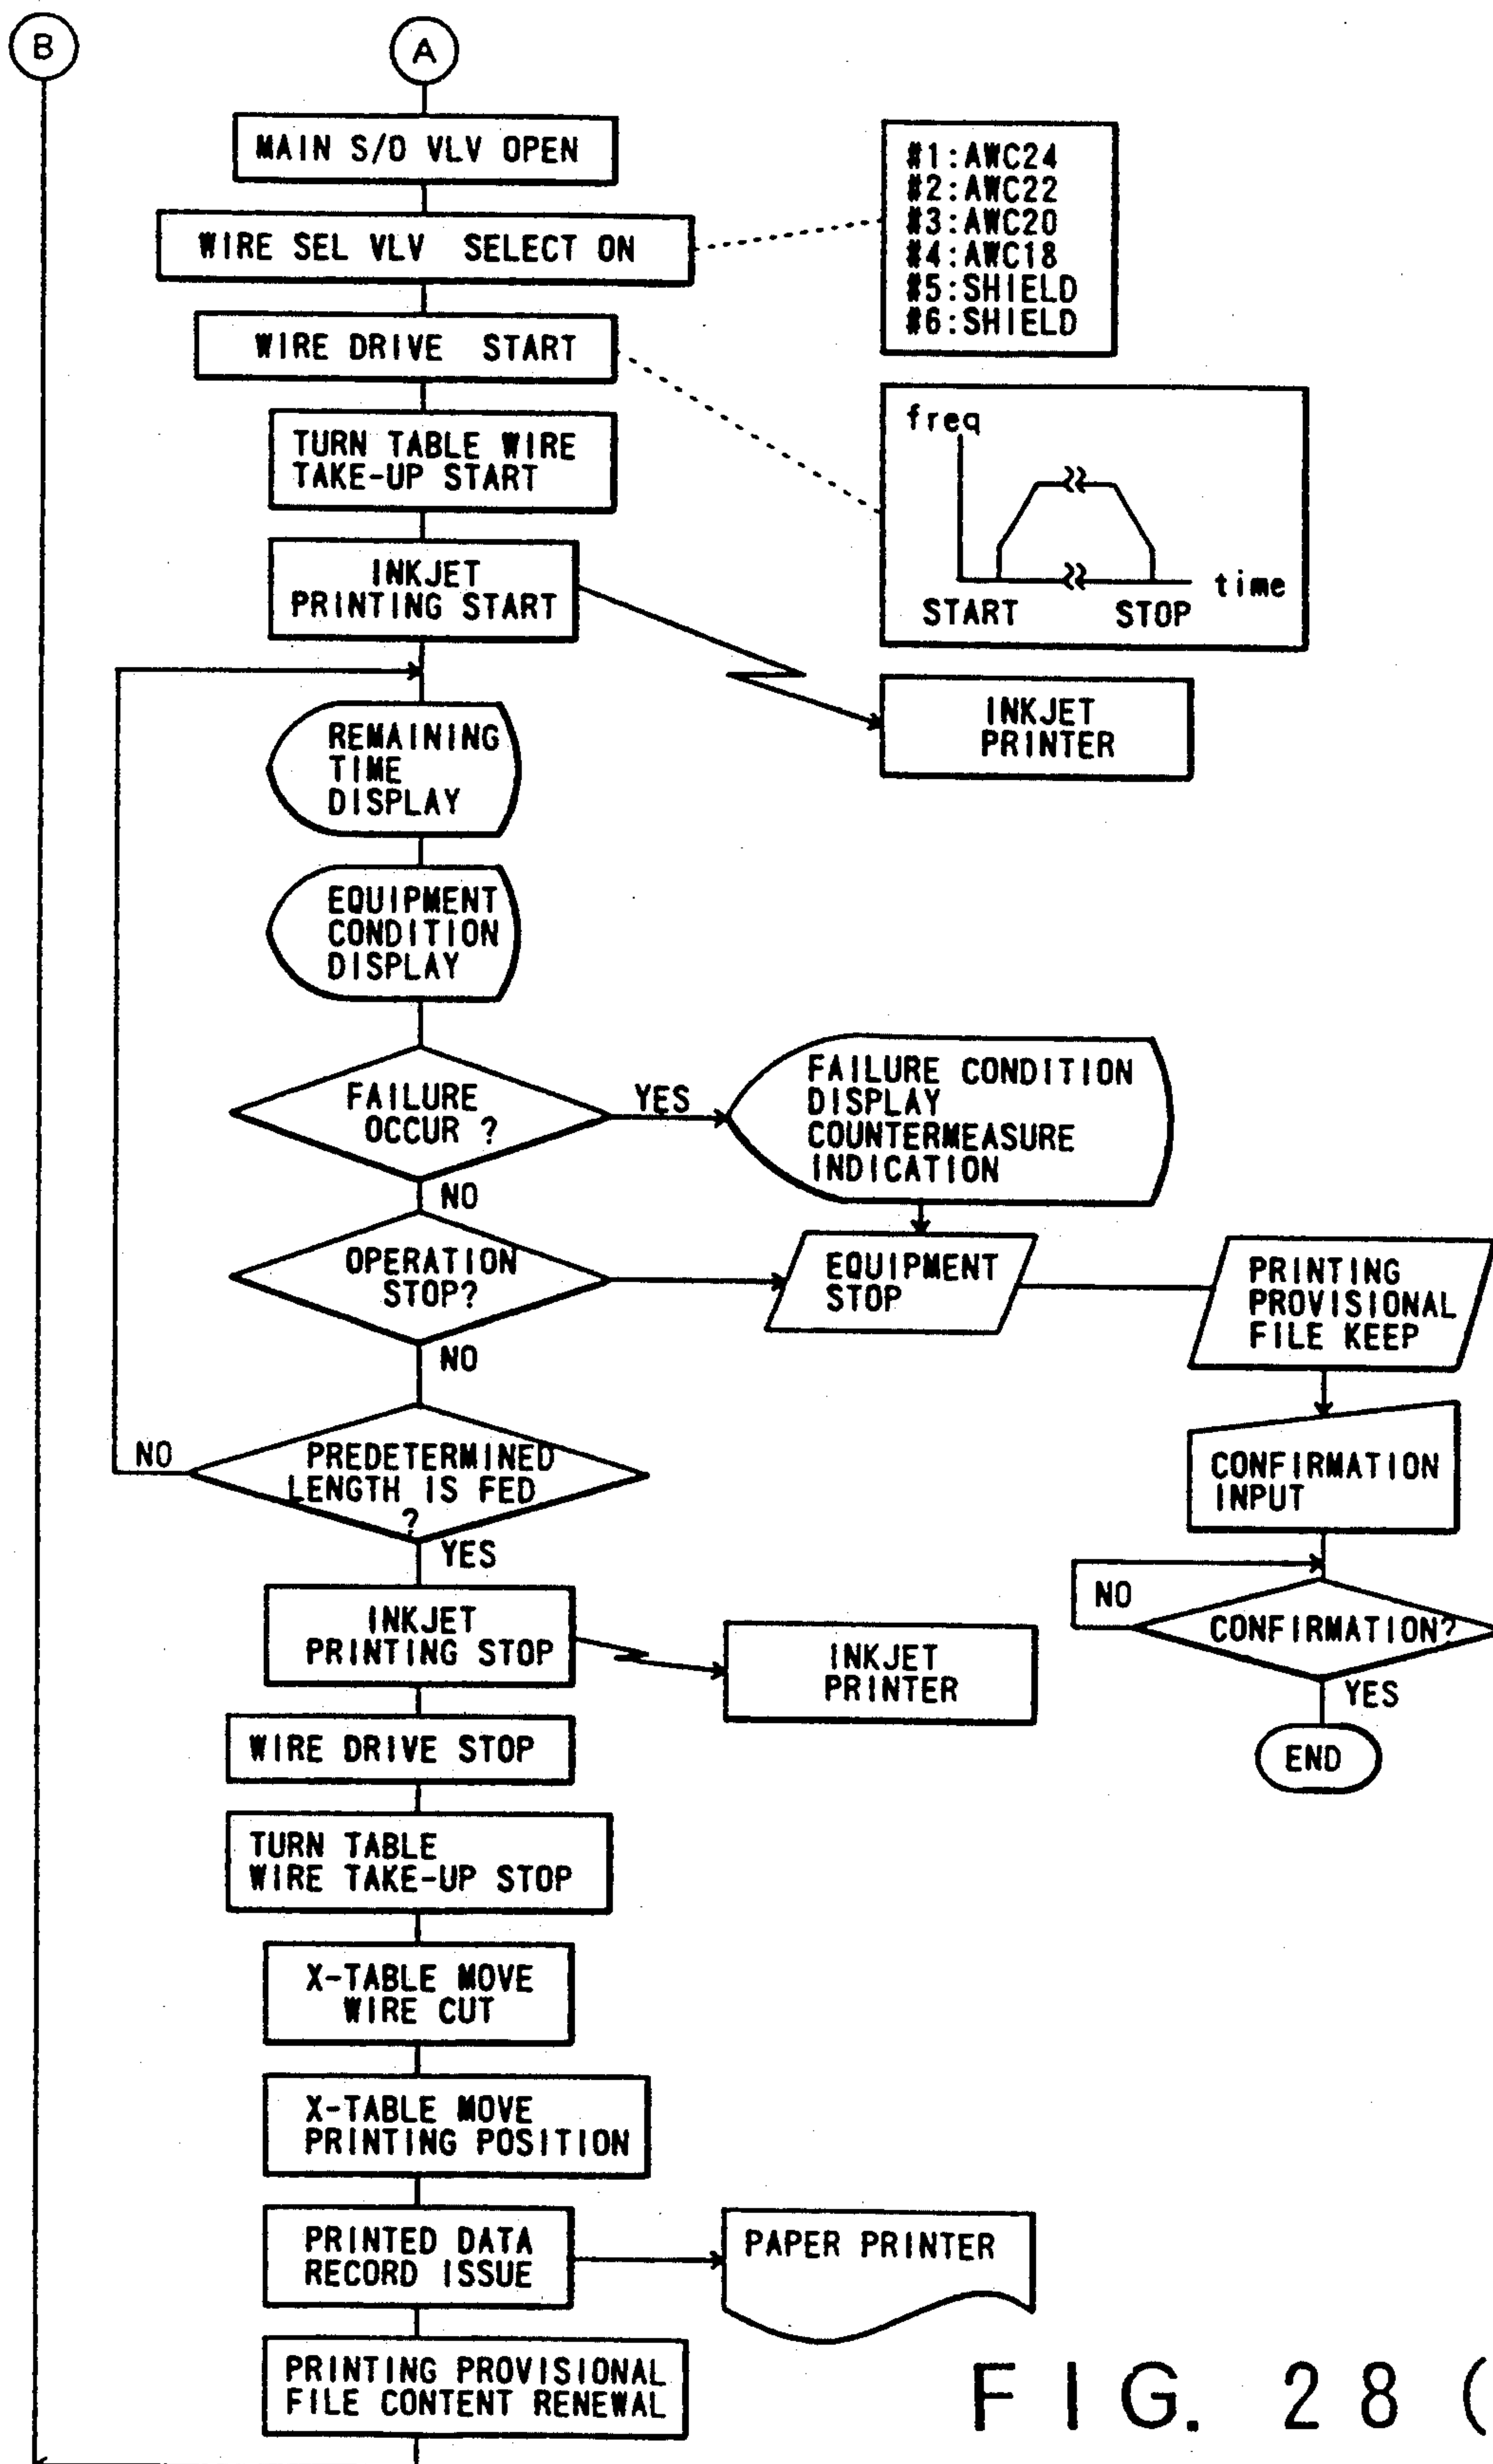 B
A
MAIN S/D VLV OPEN
WIRE SEL VLV SELECT ON
#1:AWC24
#2:AWC22
#3:AWC20
#4:AWC18
#5:SHIELD
#6:SHIELD
WIRE DRIVE START
freq
time
START STOP
TURN TABLE WIRE
TAKE-UP START
INKJET
PRINTING START
INKJET
PRINTER
REMAINING
TIME
DISPLAY
EQUIPMENT
CONDITION
DISPLAY
FAILURE
OCCUR ?
YES
FAILURE CONDITION
DISPLAY
COUNTERMEASURE
INDICATION
NO
OPERATION
STOP?
EQUIPMENT
STOP
PRINTING
PROVISIONAL
FILE KEEP
NO
NO
PREDETERMINED
LENGTH IS FED
?
YES
CONFIRMATION
INPUT
NO
CONFIRMATION?
YES
END
INKJET
PRINTING STOP
INKJET
PRINTER
WIRE DRIVE STOP
TURN TABLE
WIRE TAKE-UP STOP
X-TABLE MOVE
WIRE CUT
X-TABLE MOVE
PRINTING POSITION
PRINTED DATA
RECORD ISSUE
PAPER PRINTER
PRINTING PROVISIONAL
FILE CONTENT RENEWAL
FIG. 28 (